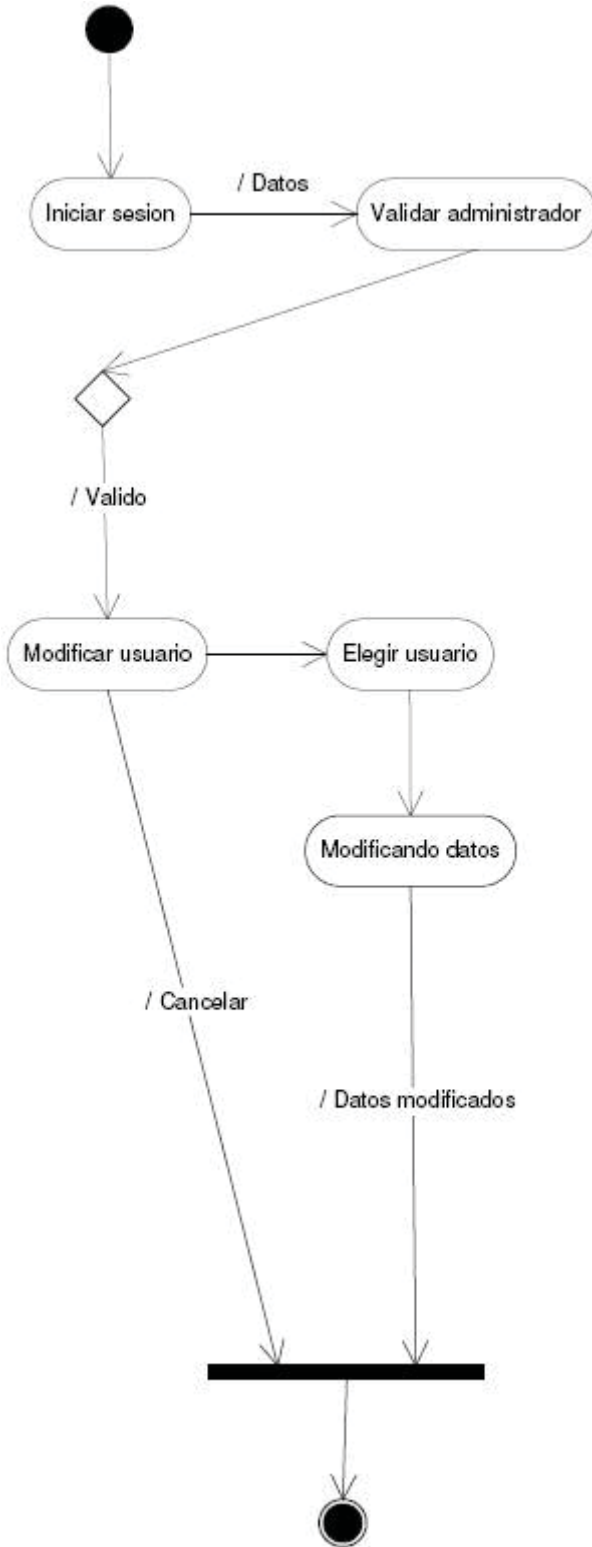 Iniciar sesion
/ Datos
Validar administrador
/ Valido
Modificar usuario
Elegir usuario
Modificando datos
/ Cancelar
/ Datos modificados